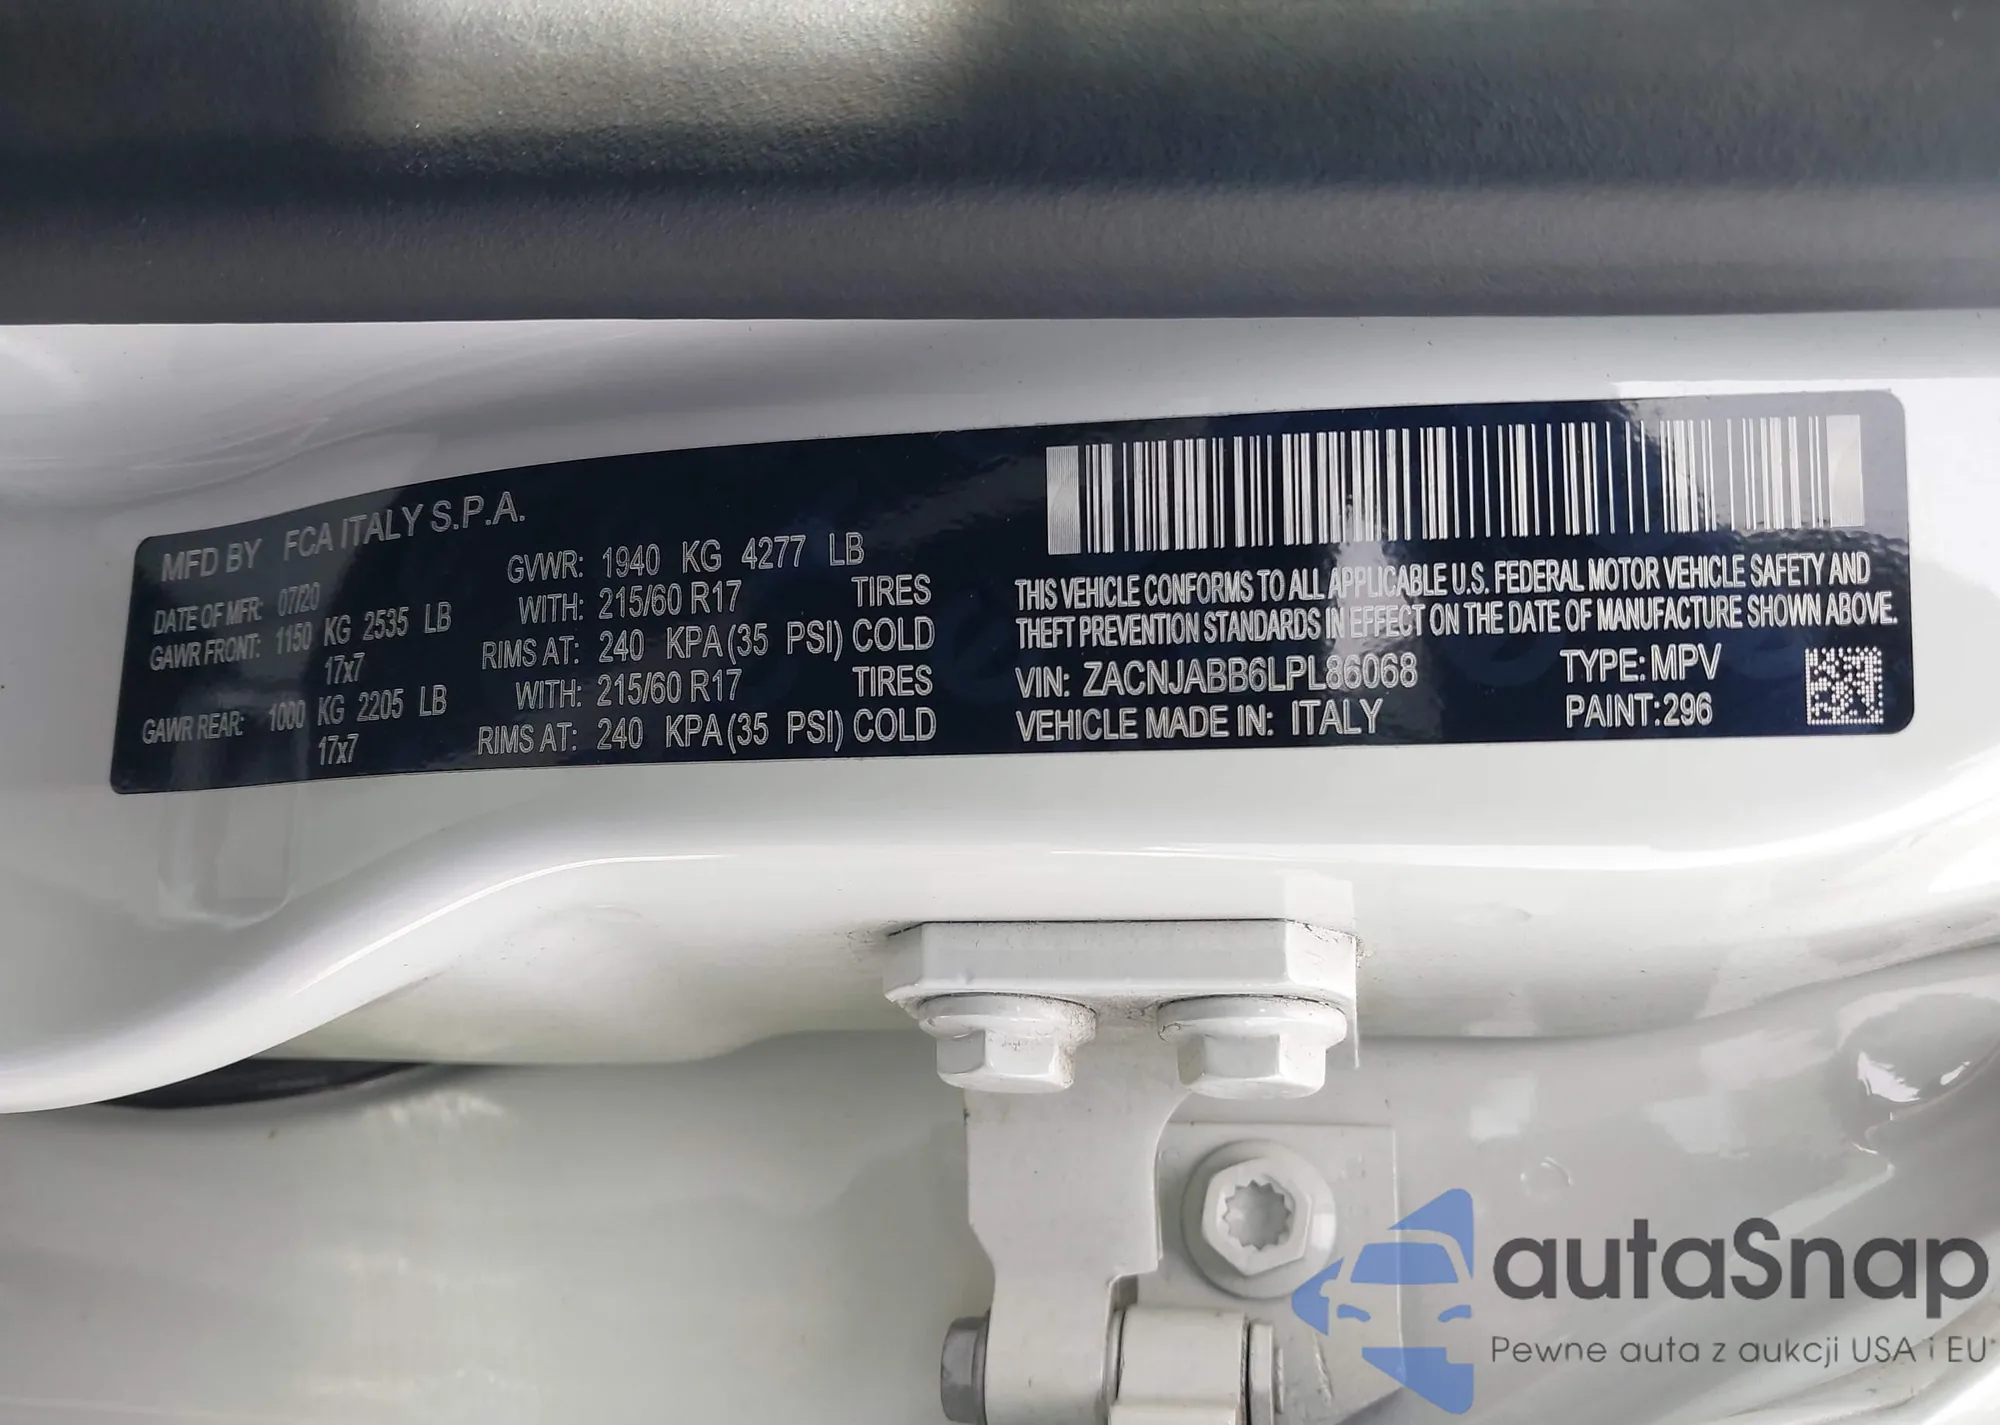 MFD BY FCA ITALY S.P.A.
DATE OF MFR: 07/20 GVWR: 1940 KG 4277 LB
GAWR FRONT: 1150 KG 2535 LB WITH: 215/60 R17 TIRES
17x7 RIMS AT: 240 KPA (35 PSI) COLD
GAWR REAR: 1000 KG 2205 LB WITH: 215/60 R17 TIRES
17x7 RIMS AT: 240 KPA (35 PSI) COLD
THIS VEHICLE CONFORMS TO ALL APPLICABLE U.S. FEDERAL MOTOR VEHICLE SAFETY AND
THEFT PREVENTION STANDARDS IN EFFECT ON THE DATE OF MANUFACTURE SHOWN ABOVE.
VIN: ZACNJABB6LPL86068 TYPE: MPV
VEHICLE MADE IN: ITALY PAINT: 296
autaSnap
Pewne auta z aukcji USA i EU